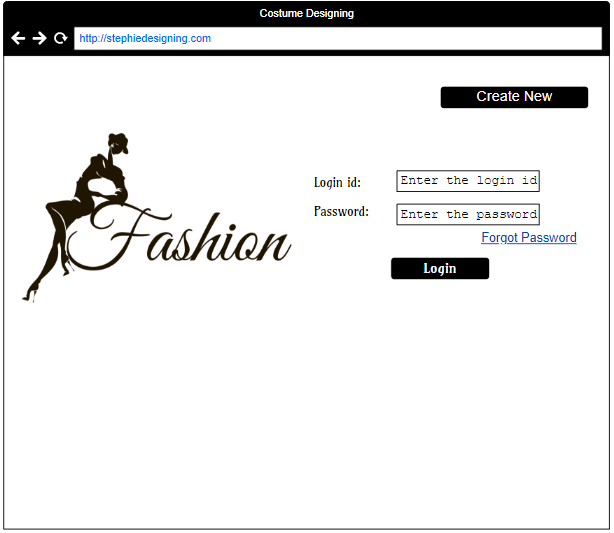 Costume Designing
http://stephiedesigning.com
Create New
Fashion
Login id:
Enter the login id
Password:
Enter the password
Forgot Password
Login